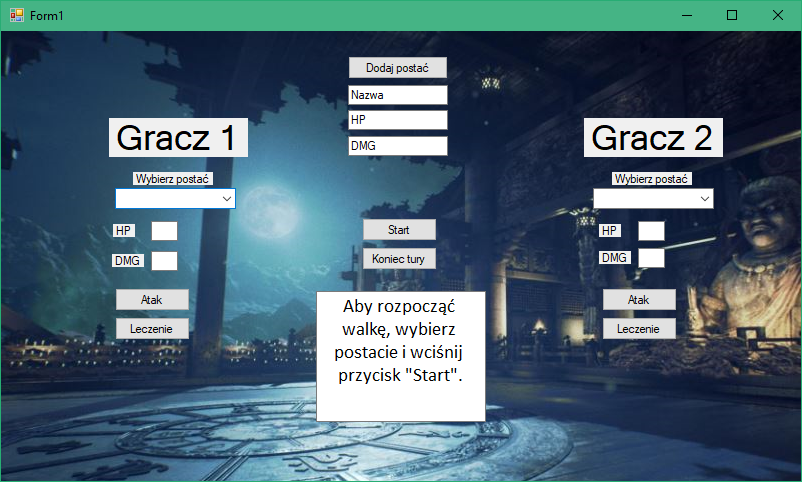 Form1
Dodaj postać
Nazwa
HP
DMG
Gracz 1
Wybierz postać
HP
DMG
Atak
Leczenie
Start
Koniec tury
Aby rozpocząć
walkę, wybierz
postacie i wciśnij
przycisk "Start".
Gracz 2
Wybierz postać
HP
DMG
Atak
Leczenie